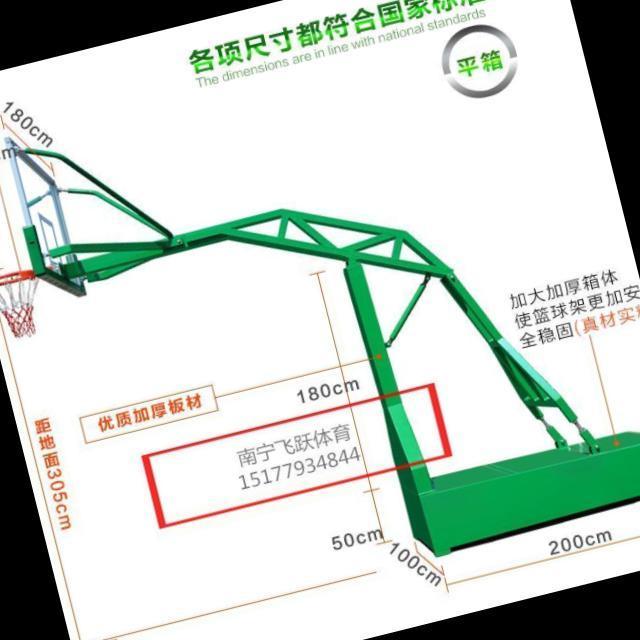 各项尺寸都符合国家标准
The dimensions are in line with national standards
平箱
180cm
加大加厚箱体
使篮球架更加安
全稳固(真材实
180cm
优质加厚板材
距地面305cm
南宁飞跃体育
15177934844
50cm
100cm
200cm